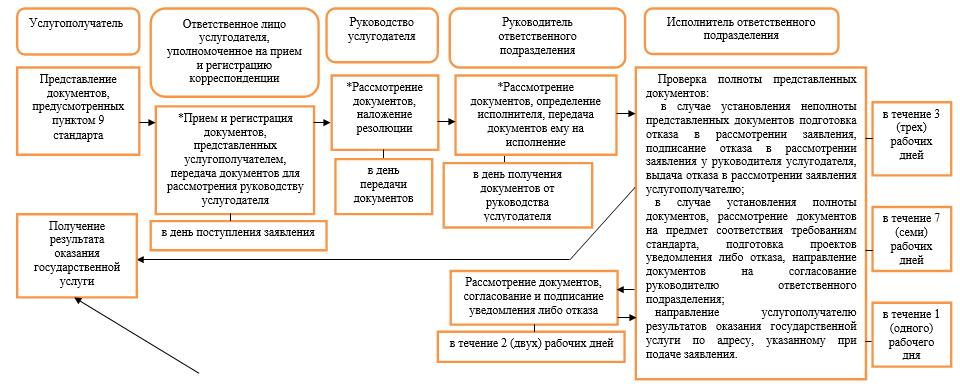 Услугополучатель
Ответственное лицо
услугодателя,
уполномоченное на прием
и регистрацию
корреспонденции
Руководство
услугодателя
Руководитель
ответственного
подразделения
Исполнитель ответственного
подразделения
Представление
документов,
предусмотренных
пунктом 9
стандарта
*Прием и регистрация
документов,
представленных
услугополучателем,
передача документов для
рассмотрения руководству
услугодателя
в день поступления заявления
*Рассмотрение
документов,
наложение
резолюции
в день
передачи
документов
*Рассмотрение
документов, определение
исполнителя, передача
документов ему на
исполнение
в день получения
документов от
руководства
услугодателя
Проверка полноты представленных
документов:
в случае установления неполноты
представленных документов подготовка
отказа в рассмотрении заявления,
подписание отказа в рассмотрении
заявления у руководителя услугодателя,
выдача отказа в рассмотрении заявления
услугополучателю;
в случае установления полноты
документов, рассмотрение документов
на предмет соответствия требованиям
стандарта, подготовка проектов
уведомления либо отказа, направление
документов на согласование
руководителю ответственного
подразделения;
направление услугополучателю
результатов оказания государственной
услуги по адресу, указанному при
подаче заявления.
в течение 3
(трех)
рабочих
дней
в течение 7
(семи)
рабочих
дней
в течение 1
(одного)
рабочего
дня
Получение
результата
оказания
государственной
услуги
Рассмотрение документов,
согласование и подписание
уведомления либо отказа
в течение 2 (двух) рабочих дней